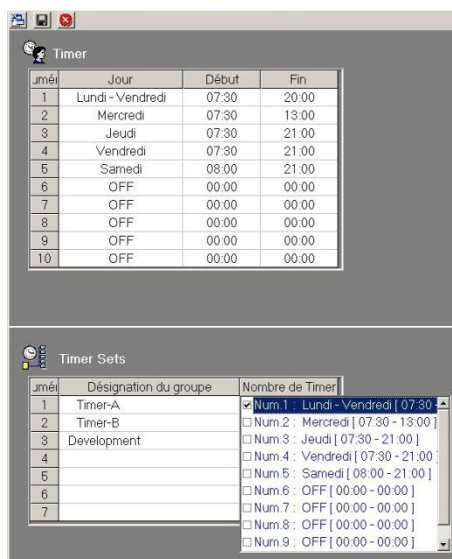 Timer
uméi Jour Début Fin
1 Lundi - Vendredi 07:30 20:00
2 Mercredi 07:30 13:00
3 Jeudi 07:30 21:00
4 Vendredi 07:30 21:00
5 Samedi 08:00 21:00
6 OFF 00:00 00:00
7 OFF 00:00 00:00
8 OFF 00:00 00:00
9 OFF 00:00 00:00
10 OFF 00:00 00:00
Timer Sets
uméi Désignation du groupe Nombre de Timer
1 Timer-A Num.1 : Lundi - Vendredi [ 07:30 -
2 Timer-B Num.2 : Mercredi [ 07:30 - 13:00 ]
3 Development Num.3 : Jeudi [ 07:30 - 21:00 ]
4 Num.4 : Vendredi [ 07:30 - 21:00 ]
5 Num.5 : Samedi [ 08:00 - 21:00 ]
6 Num.6 : OFF [ 00:00 - 00:00 ]
7 Num.7 : OFF [ 00:00 - 00:00 ]
Num.8 : OFF [ 00:00 - 00:00 ]
Num.9 : OFF [ 00:00 - 00:00 ]